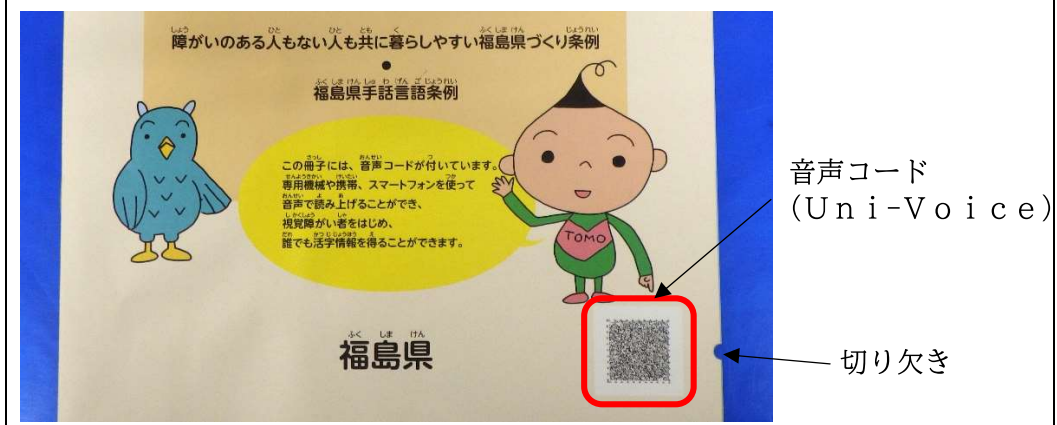 障がいのある人もない人も共に暮らしやすい福島県づくり条例
●
福島県手話言語条例
この冊子には、音声コードが付いています。
専用機械や携帯、スマートフォンを使って
音声で読み上げることができ、
視覚障がい者をはじめ、
誰でも活字情報を得ることができます。
TOMO
福島県
音声コード
(Uni-Voice)
切り欠き